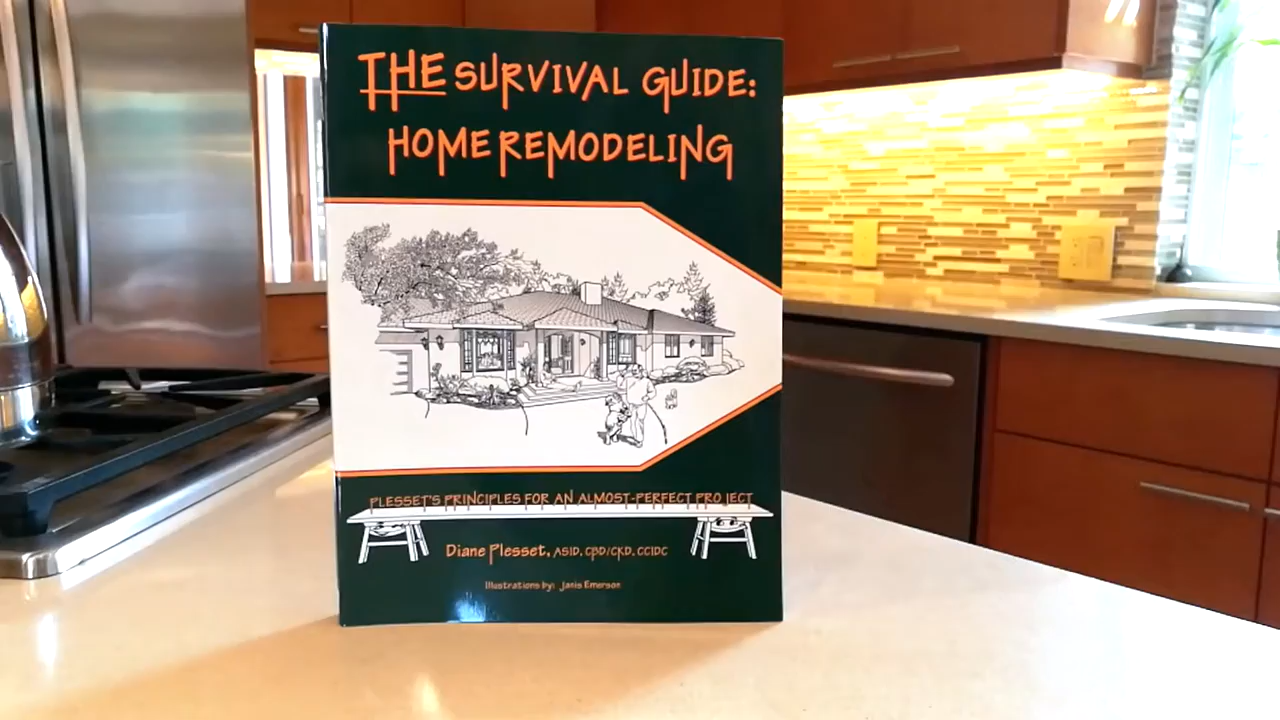 THE SURVIVAL GUIDE:
HOME REMODELING
PLESSET'S PRINCIPLES FOR AN ALMOST-PERFECT PROJECT
Diane Plesset, ASID, CBD/CKD, CCIDC
Illustrations by: Janis Emerson